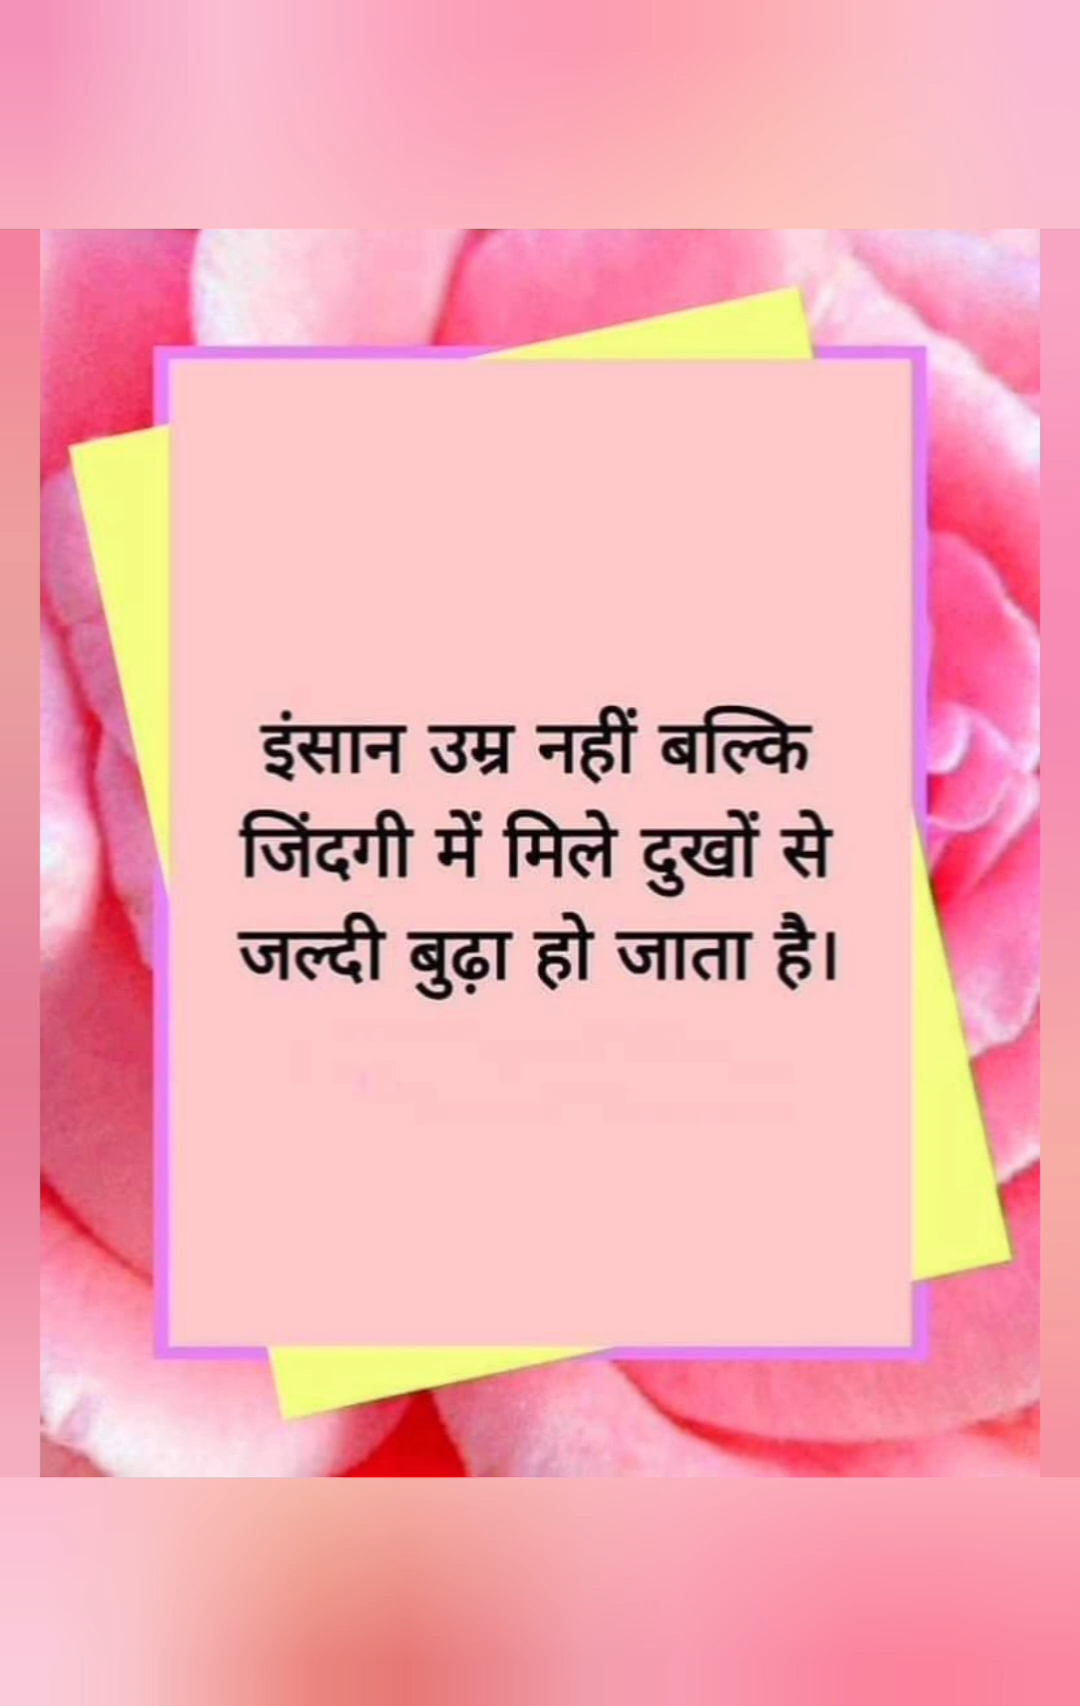 इंसान उम्र नहीं बल्कि
जिंदगी में मिले दुखों से
जल्दी बुढ़ा हो जाता है।